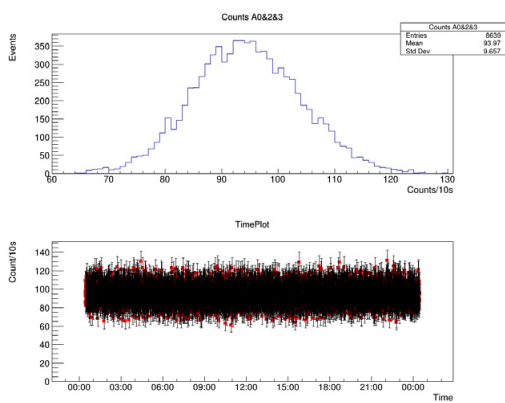 Counts A0&2&3
Counts A0&2&3
Entries 8639
Mean 93.97
Std Dev 9.657
Events
350
300
250
200
150
100
50
0
60 70 80 90 100 110 120 130
Counts/10s
TimePlot
Count/10s
140
120
100
80
60
40
20
0
00:00 03:00 06:00 09:00 12:00 15:00 18:00 21:00 00:00
Time